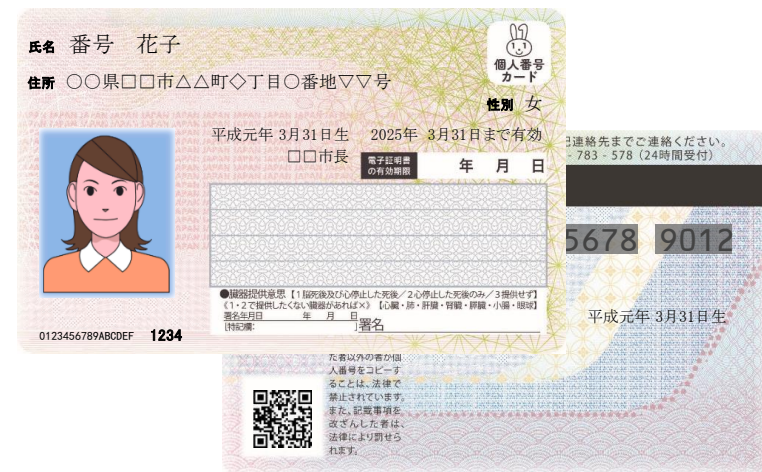 氏名 番号 花子
個人番号
カード
住所 ○○県□□市△△町◇丁目○番地▽▽号
性別 女
平成元年 3月31日生 2025年 3月31日まで有効
□□市長
電子証明書
の有効期限
年 月 日
●臓器提供意思【1脳死後及び心停止した死後／2心停止した死後のみ／3提供せず】
《1・2で提供したくない臓器があれば×》【心臓・肺・肝臓・腎臓・膵臓・小腸・眼球】
署名年月日 年 月 日
[特記欄: ]署名
0123456789ABCDEF 1234
記連絡先までご連絡ください。
- 783 - 578（24時間受付）
5678 9012
平成元年 3月31日生
た者以外の者が個
人番号をコピーす
ることは、法律で
禁止されています。
また、記載事項を
改ざんした者は、
法律により罰せら
れます。